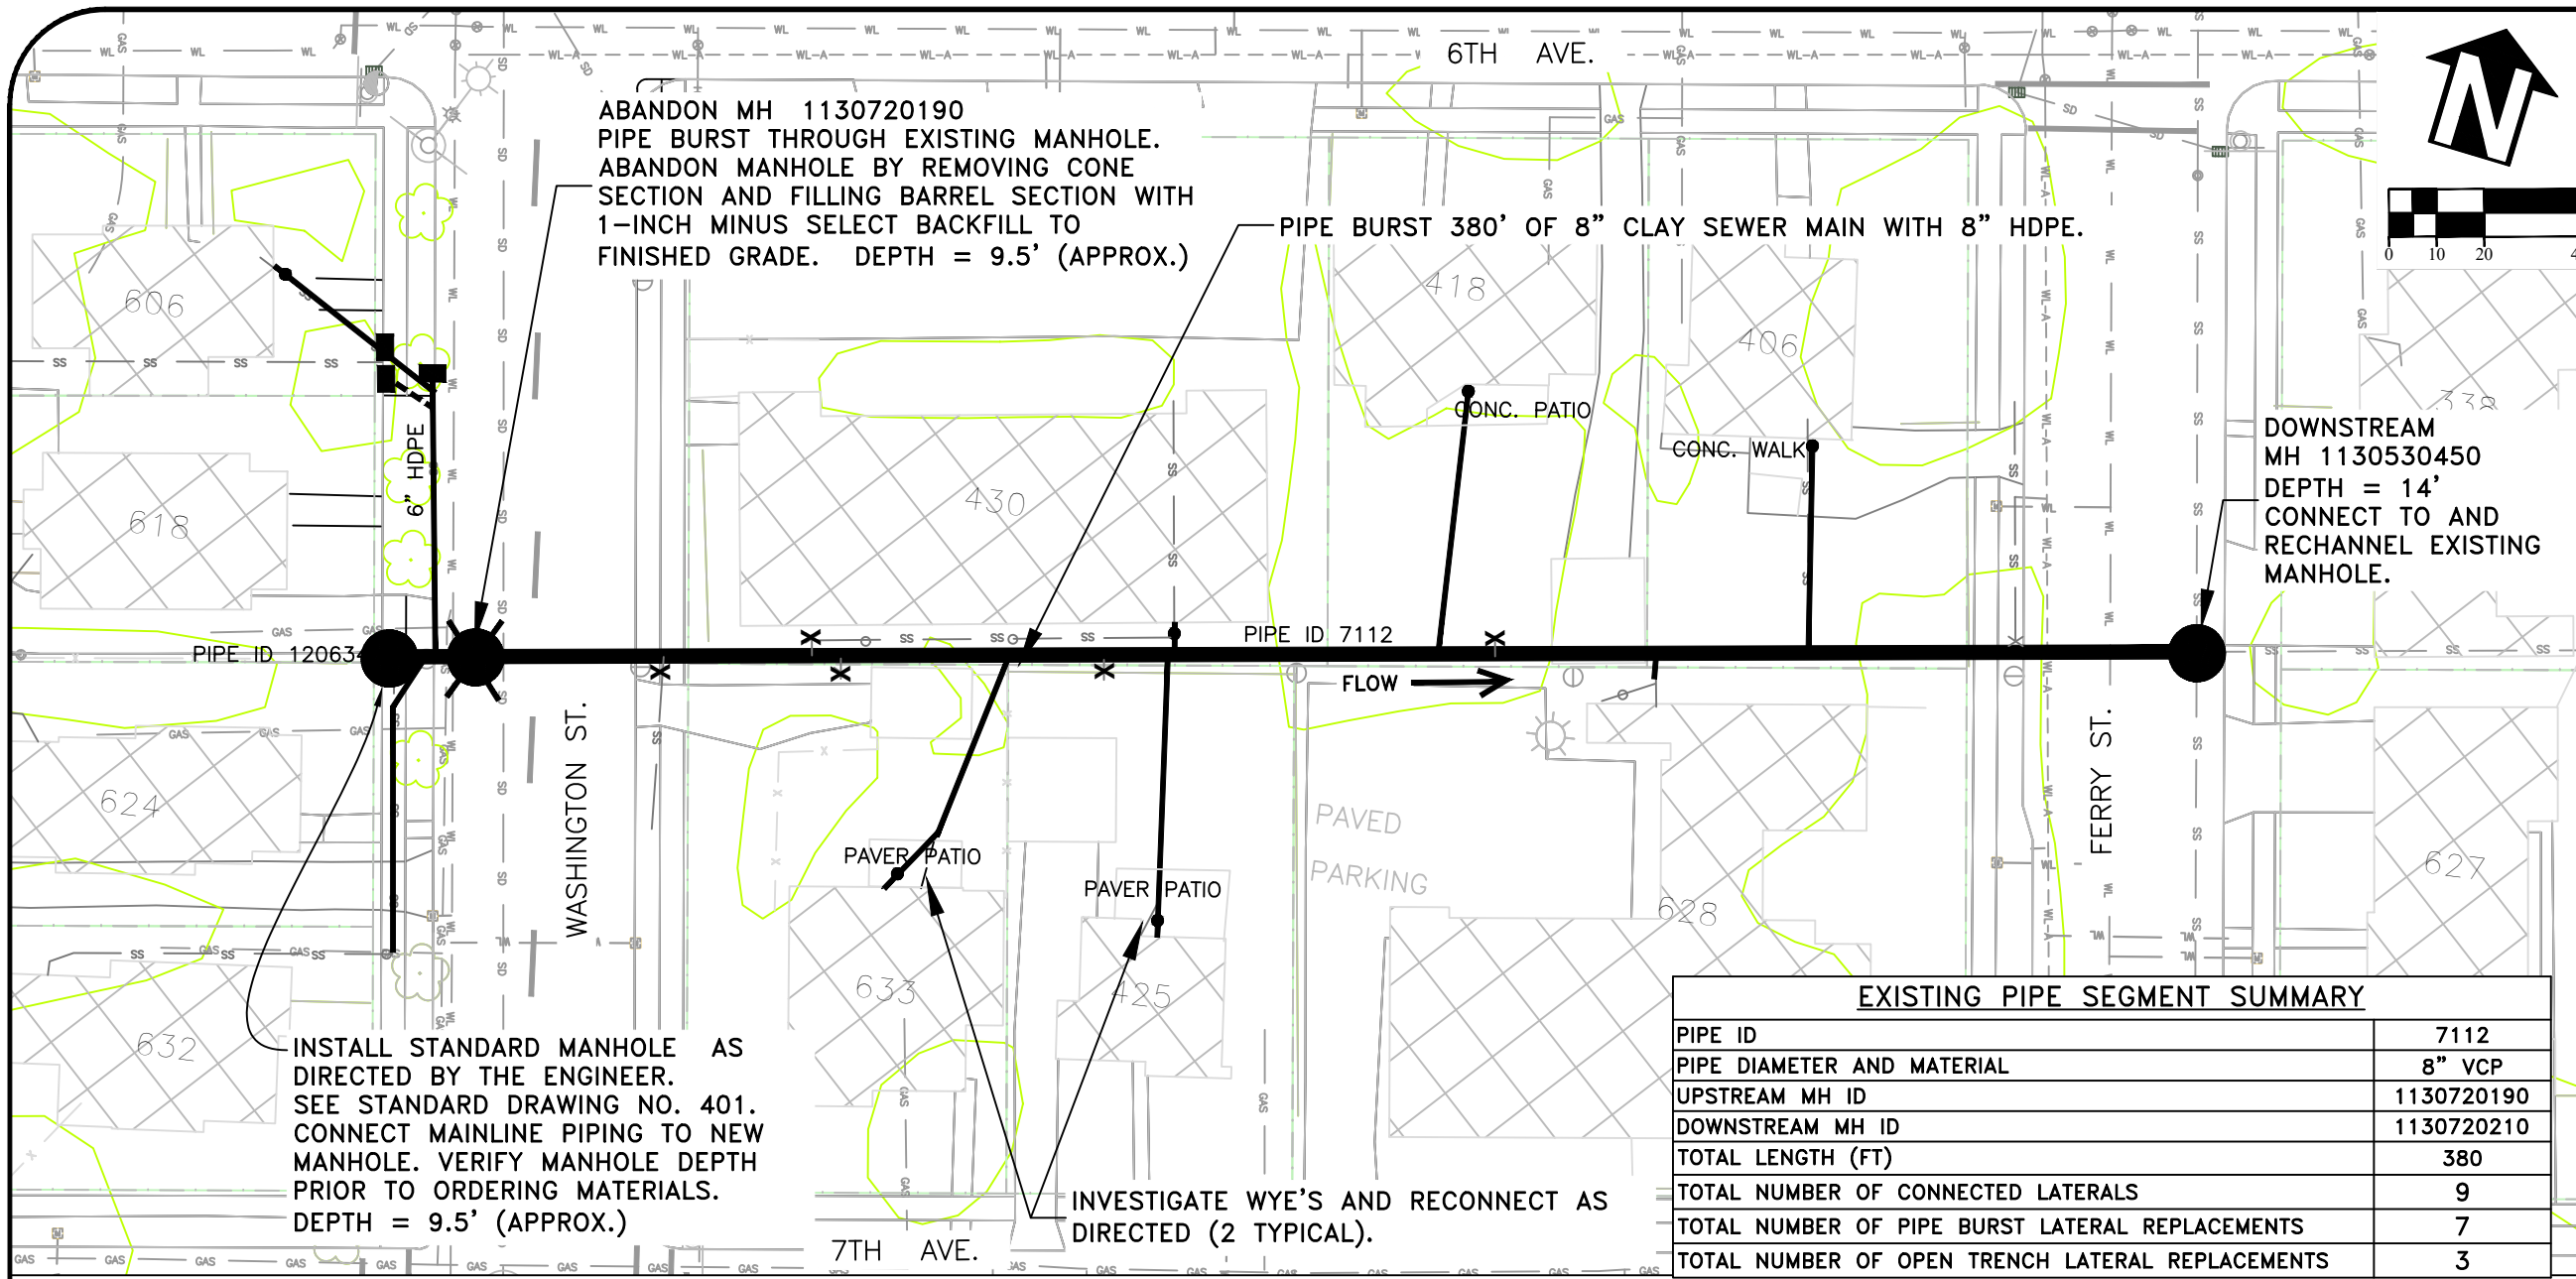 6TH AVE.
ABANDON MH 1130720190
PIPE BURST THROUGH EXISTING MANHOLE.
ABANDON MANHOLE BY REMOVING CONE
SECTION AND FILLING BARREL SECTION WITH
1-INCH MINUS SELECT BACKFILL TO
FINISHED GRADE. DEPTH = 9.5' (APPROX.)
PIPE BURST 380' OF 8" CLAY SEWER MAIN WITH 8" HDPE.
N
0 10 20
606
418
406
338
CONC. PATIO
CONC. WALK
6" HDPE
618
430
DOWNSTREAM
MH 1130530450
DEPTH = 14'
CONNECT TO AND
RECHANNEL EXISTING
MANHOLE.
PIPE ID 12063
PIPE ID 7112
FLOW
WASHINGTON ST.
FERRY ST.
624
PAVED
PARKING
PAVER PATIO
PAVER PATIO
628
627
633
425
632
INSTALL STANDARD MANHOLE AS
DIRECTED BY THE ENGINEER.
SEE STANDARD DRAWING NO. 401.
CONNECT MAINLINE PIPING TO NEW
MANHOLE. VERIFY MANHOLE DEPTH
PRIOR TO ORDERING MATERIALS.
DEPTH = 9.5' (APPROX.)
INVESTIGATE WYE'S AND RECONNECT AS
DIRECTED (2 TYPICAL).
7TH AVE.
EXISTING PIPE SEGMENT SUMMARY
PIPE ID 7112
PIPE DIAMETER AND MATERIAL 8" VCP
UPSTREAM MH ID 1130720190
DOWNSTREAM MH ID 1130720210
TOTAL LENGTH (FT) 380
TOTAL NUMBER OF CONNECTED LATERALS 9
TOTAL NUMBER OF PIPE BURST LATERAL REPLACEMENTS 7
TOTAL NUMBER OF OPEN TRENCH LATERAL REPLACEMENTS 3